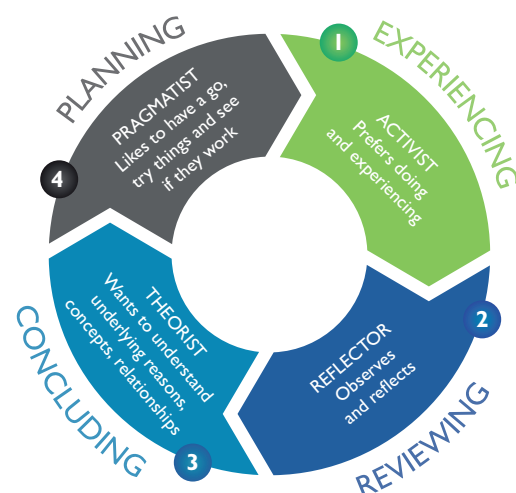 EXPERIENCING
1
ACTIVIST
Prefers doing
and experiencing
2
REFLECTOR
Observes
and reflects
REVIEWING
3
THEORIST
Wants to understand
underlying reasons,
concepts, relationships
CONCLUDING
4
PRAGMATIST
Likes to have a go,
try things and see
if they work
PLANNING